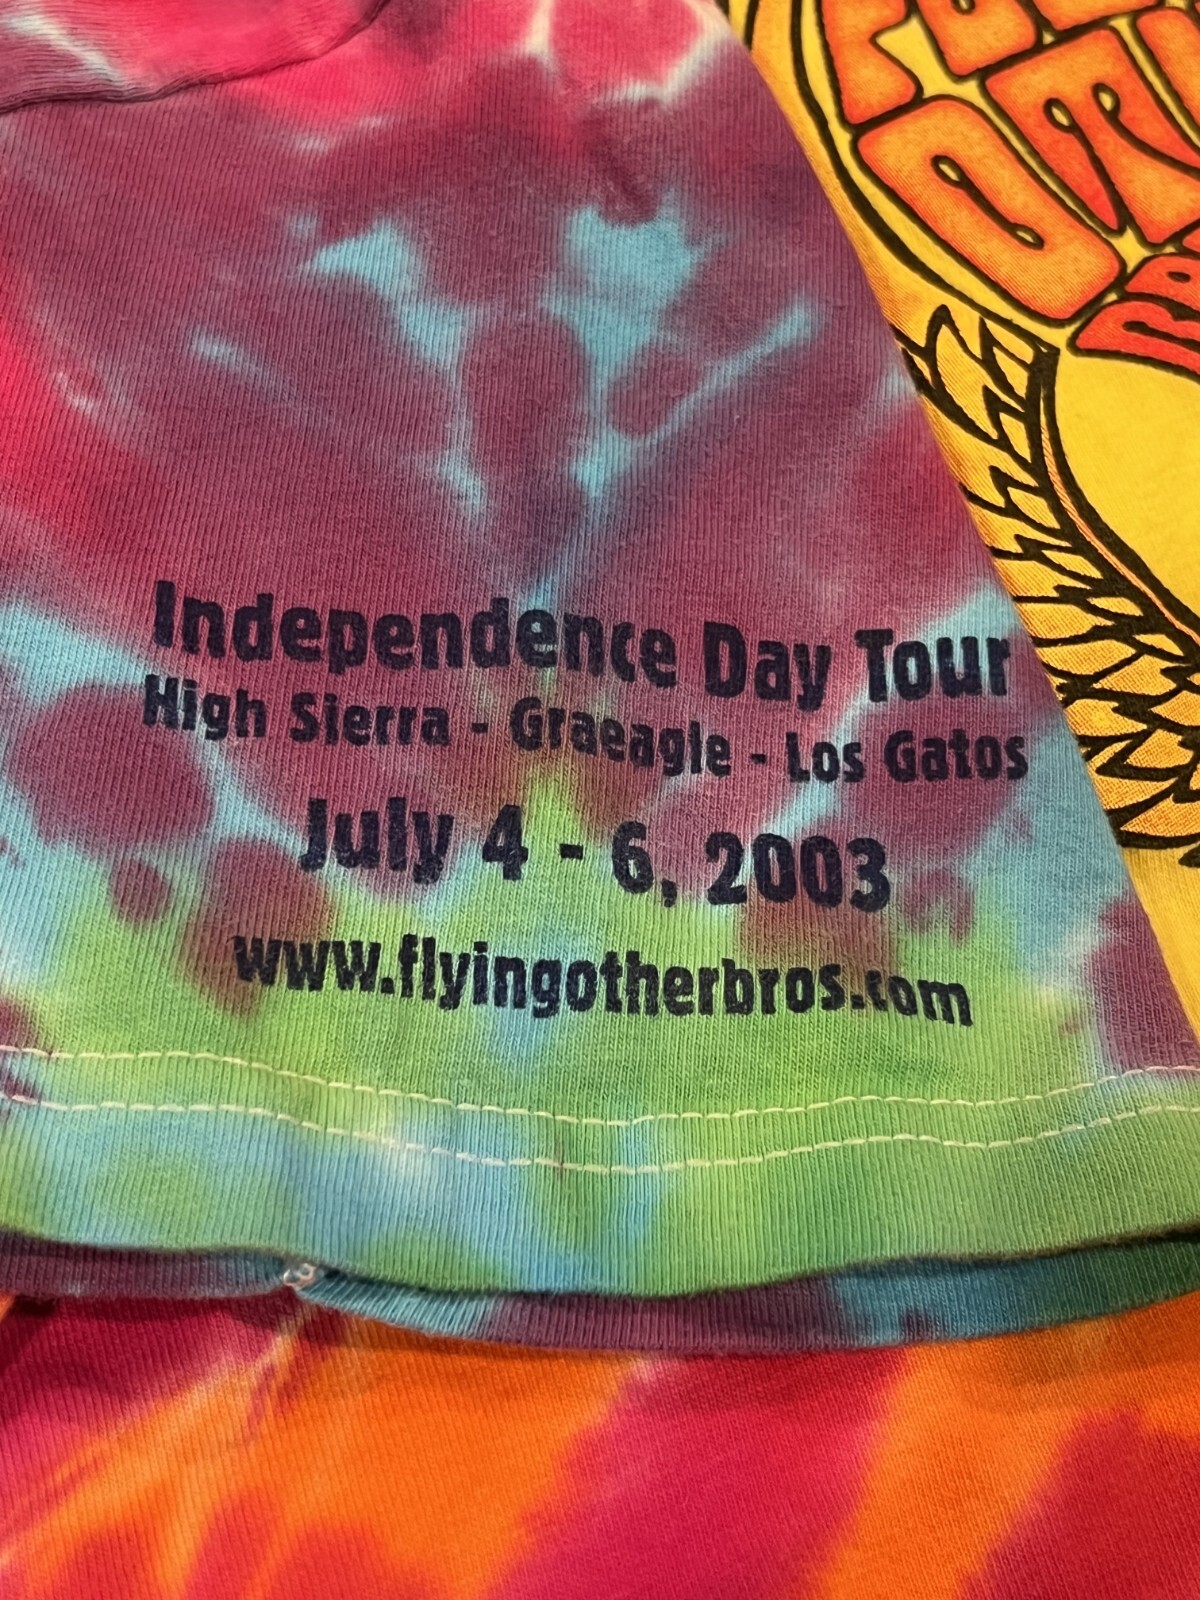 Independence Day Tour
High Sierra - Graeagle - Los Gatos
July 4 - 6, 2003
www.flyingotherbros.com